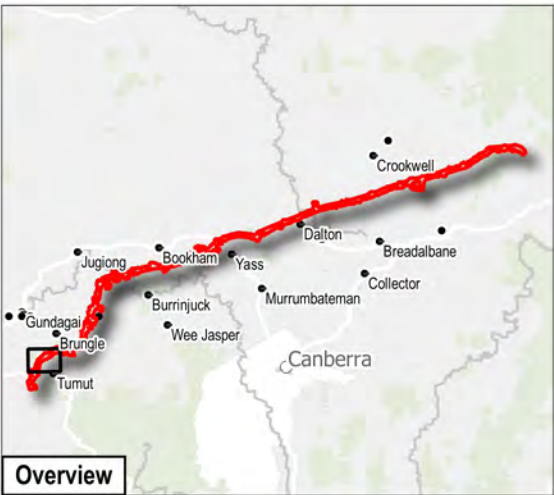 Crookwell
Dalton
Breadalbane
Bookham
Yass
Jugiong
Collector
Murrumbateman
Burrinjuck
Gundagai
Wee Jasper
Brungle
Canberra
Tumut
Overview